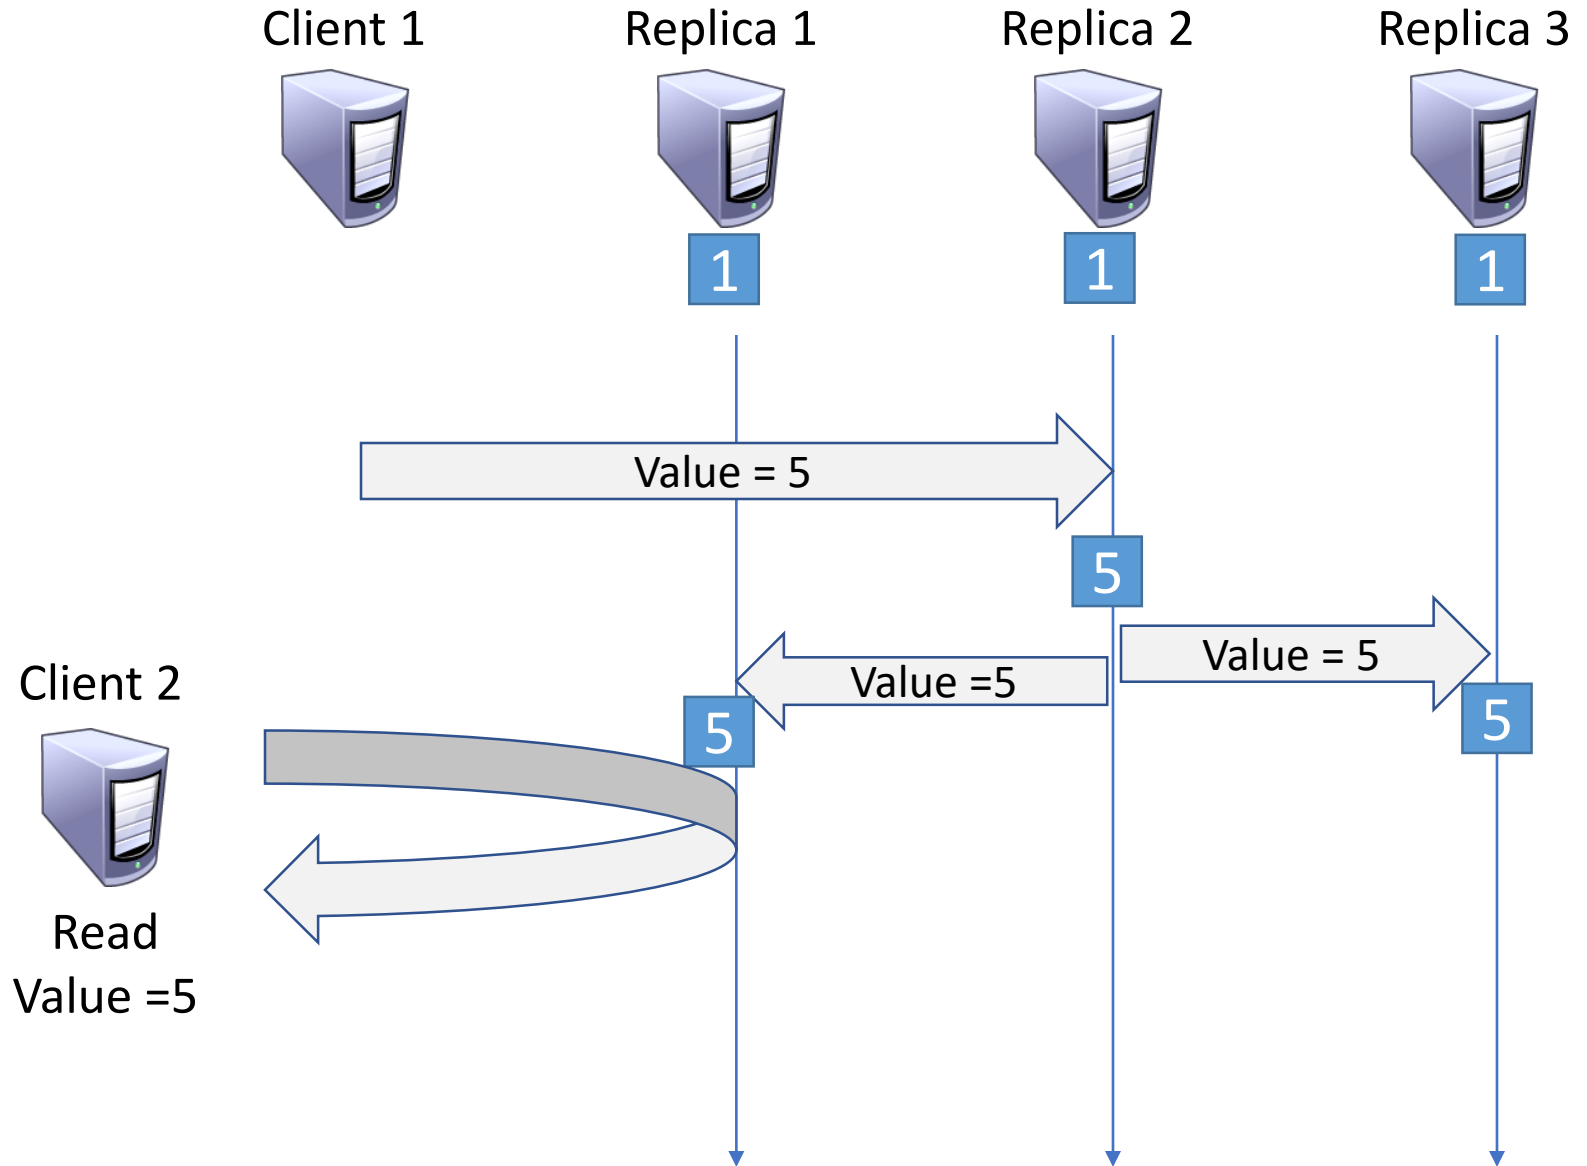 Client 1
Replica 1
Replica 2
Replica 3
1
1
1
Value = 5
5
Value = 5
Value =5
Client 2
5
5
Read
Value =5